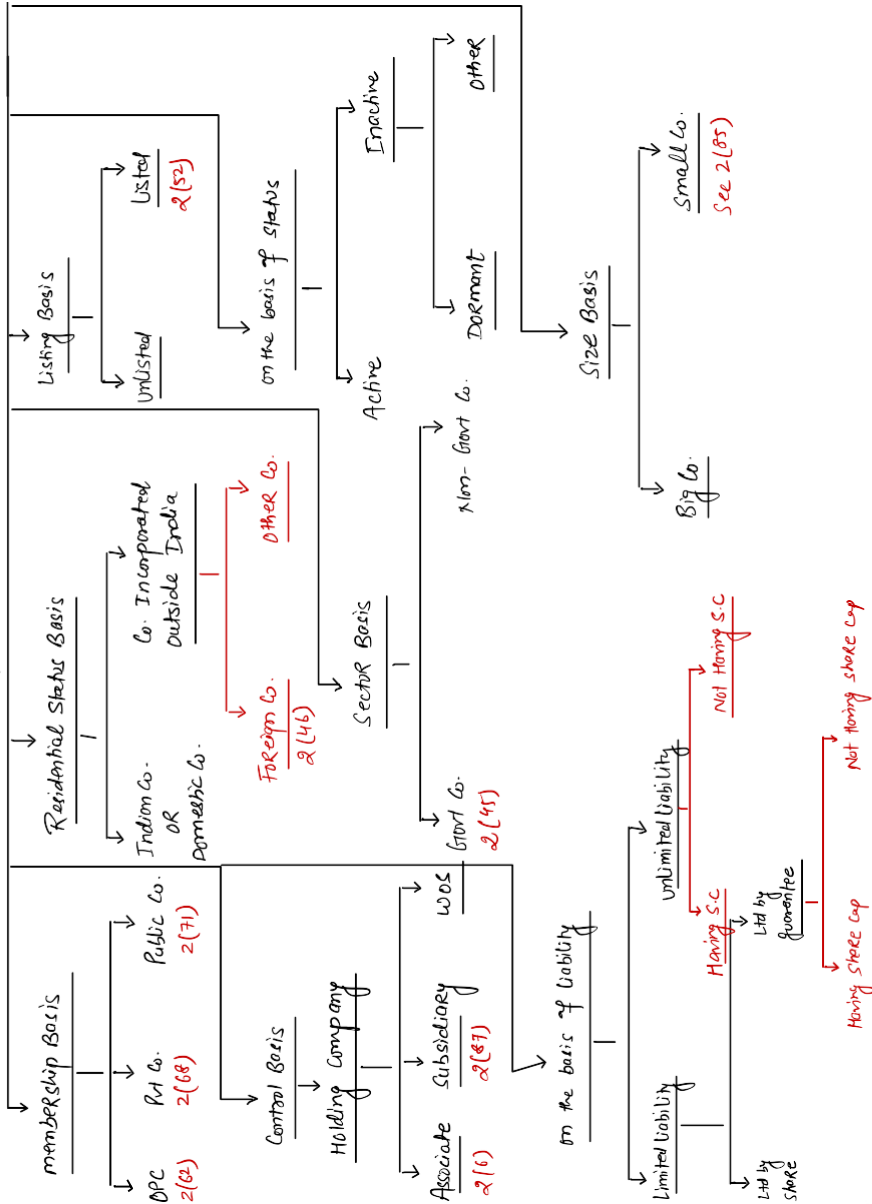 membership Basis
OPC
2(62)
Pvt Co.
2(68)
Public Co.
2(71)
Residential Status Basis
Indian Co.
OR
Domestic Co.
Co. Incorporated
Outside India
Foreign Co.
2(46)
Other Co.
Listing Basis
Unlisted
Listed
2(52)
Control Basis
Holding Company
Associate
2(6)
Subsidiary
2(87)
WOS
Sector Basis
Govt Co.
2(45)
Non-Govt Co.
on the basis of status
Active
Inactive
Dormant
Other
on the basis of liability
Limited liability
Unlimited liability
Having S.C
Not Having S.C
Ltd by
share
Ltd by
guarentee
Having share cap
Not Having share cap
Size Basis
Big Co.
Small Co.
See 2(85)